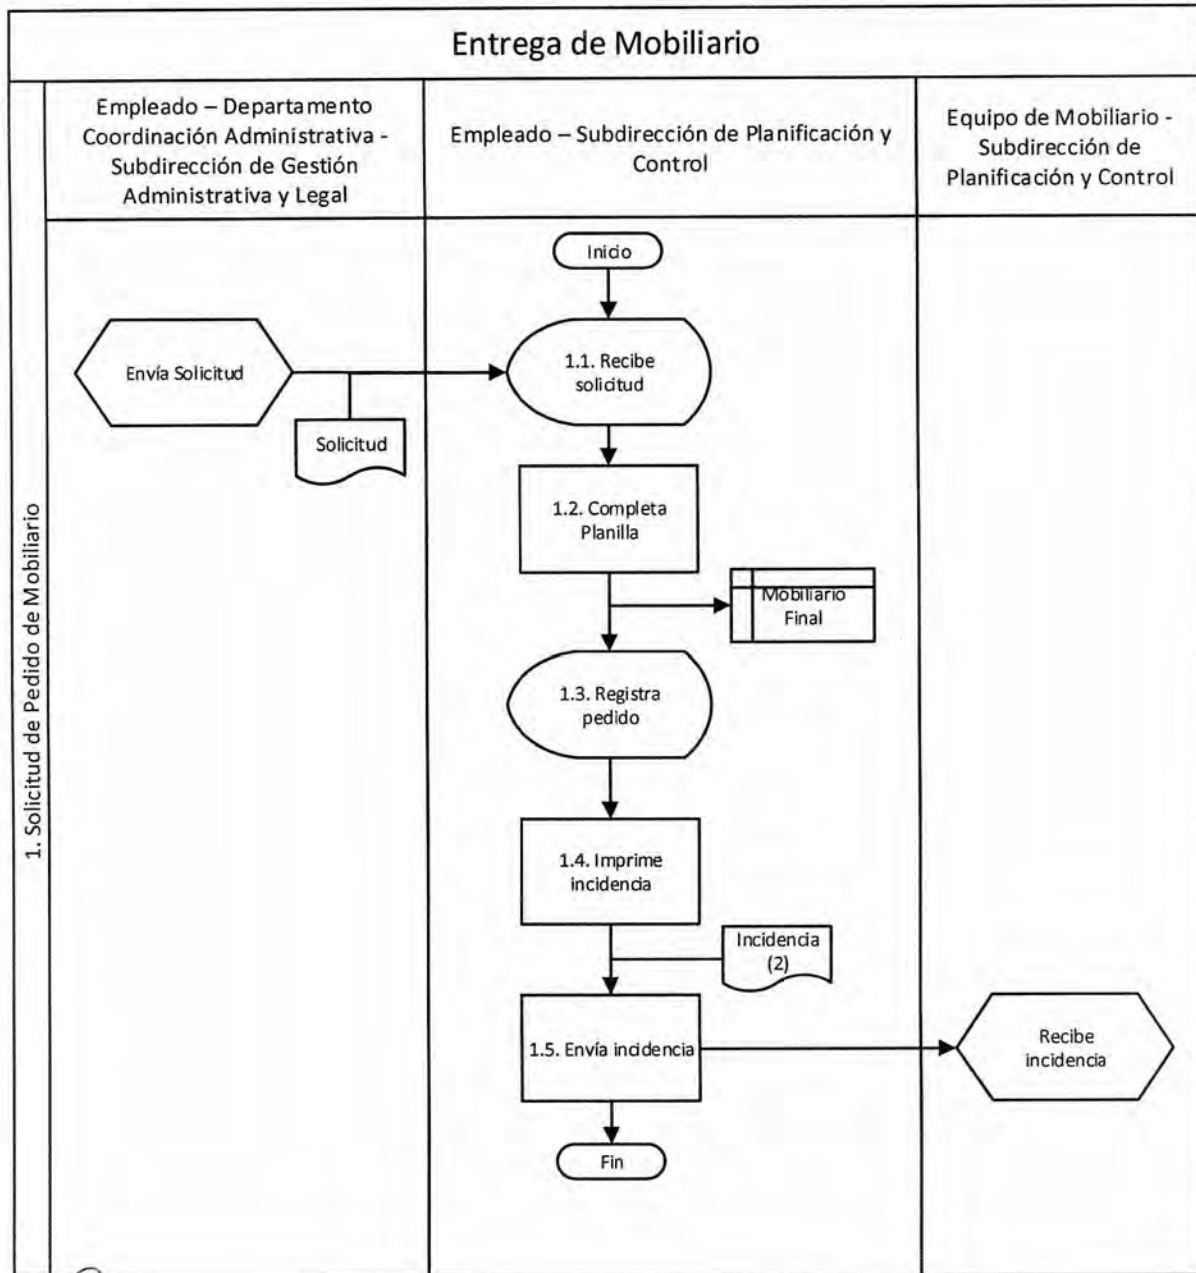 Entrega de Mobiliario
Empleado – Departamento
Coordinación Administrativa -
Subdirección de Gestión
Administrativa y Legal
Empleado – Subdirección de Planificación y
Control
Equipo de Mobiliario -
Subdirección de
Planificación y Control
1. Solicitud de Pedido de Mobiliario
Inicio
Envía Solicitud
Solicitud
1.1. Recibe
solicitud
1.2. Completa
Planilla
Mobiliario
Final
1.3. Registra
pedido
1.4. Imprime
incidencia
Incidencia
(2)
1.5. Envía incidencia
Recibe
incidencia
Fin